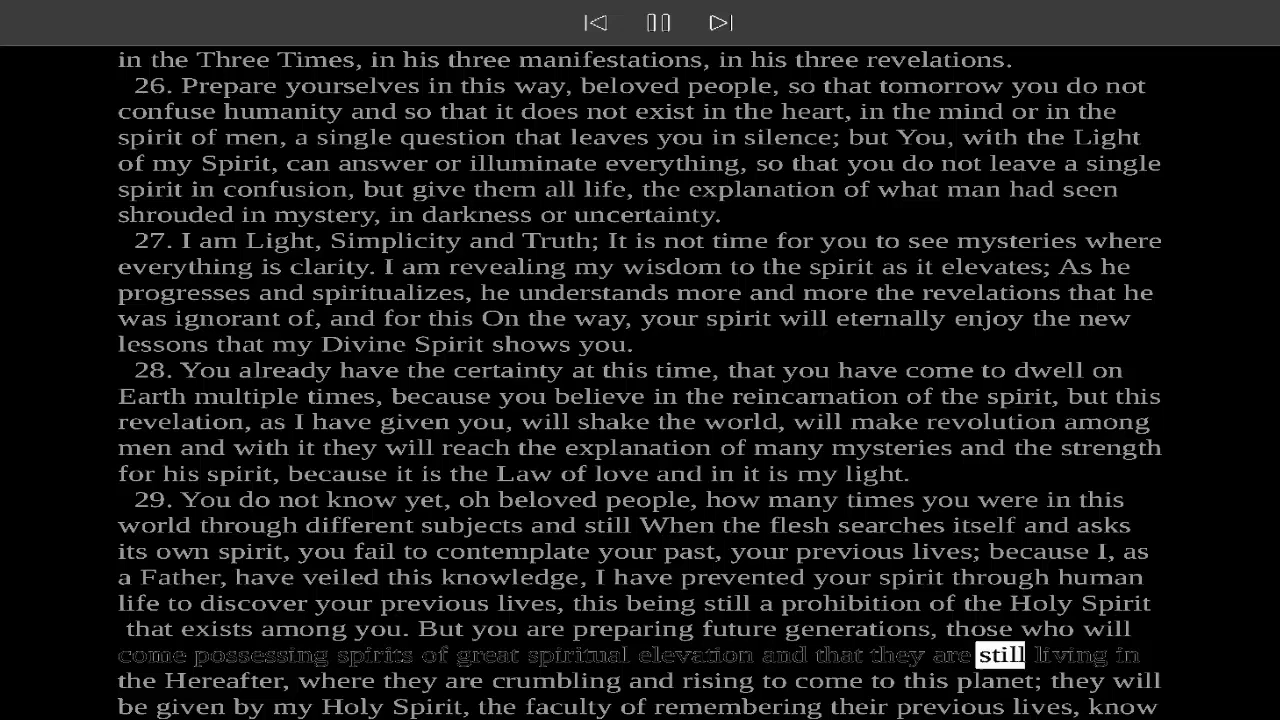 in the Three Times, in his three manifestations, in his three revelations.
26. Prepare yourselves in this way, beloved people, so that tomorrow you do not
confuse humanity and so that it does not exist in the heart, in the mind or in the
spirit of men, a single question that leaves you in silence; but You, with the Light
of my Spirit, can answer or illuminate everything, so that you do not leave a single
spirit in confusion, but give them all life, the explanation of what man had seen
shrouded in mystery, in darkness or uncertainty.
27. I am Light, Simplicity and Truth; It is not time for you to see mysteries where
everything is clarity. I am revealing my wisdom to the spirit as it elevates; As he
progresses and spiritualizes, he understands more and more the revelations that he
was ignorant of, and for this On the way, your spirit will eternally enjoy the new
lessons that my Divine Spirit shows you.
28. You already have the certainty at this time, that you have come to dwell on
Earth multiple times, because you believe in the reincarnation of the spirit, but this
revelation, as I have given you, will shake the world, will make revolution among
men and with it they will reach the explanation of many mysteries and the strength
for his spirit, because it is the Law of love and in it is my light.
29. You do not know yet, oh beloved people, how many times you were in this
world through different subjects and still When the flesh searches itself and asks
its own spirit, you fail to contemplate your past, your previous lives; because I, as
a Father, have veiled this knowledge, I have prevented your spirit through human
life to discover your previous lives, this being still a prohibition of the Holy Spirit
that exists among you. But you are preparing future generations, those who will
come possessing spirits of great spiritual elevation and that they are still living in
the Hereafter, where they are crumbling and rising to come to this planet; they will
be given by my Holy Spirit, the faculty of remembering their previous lives, know